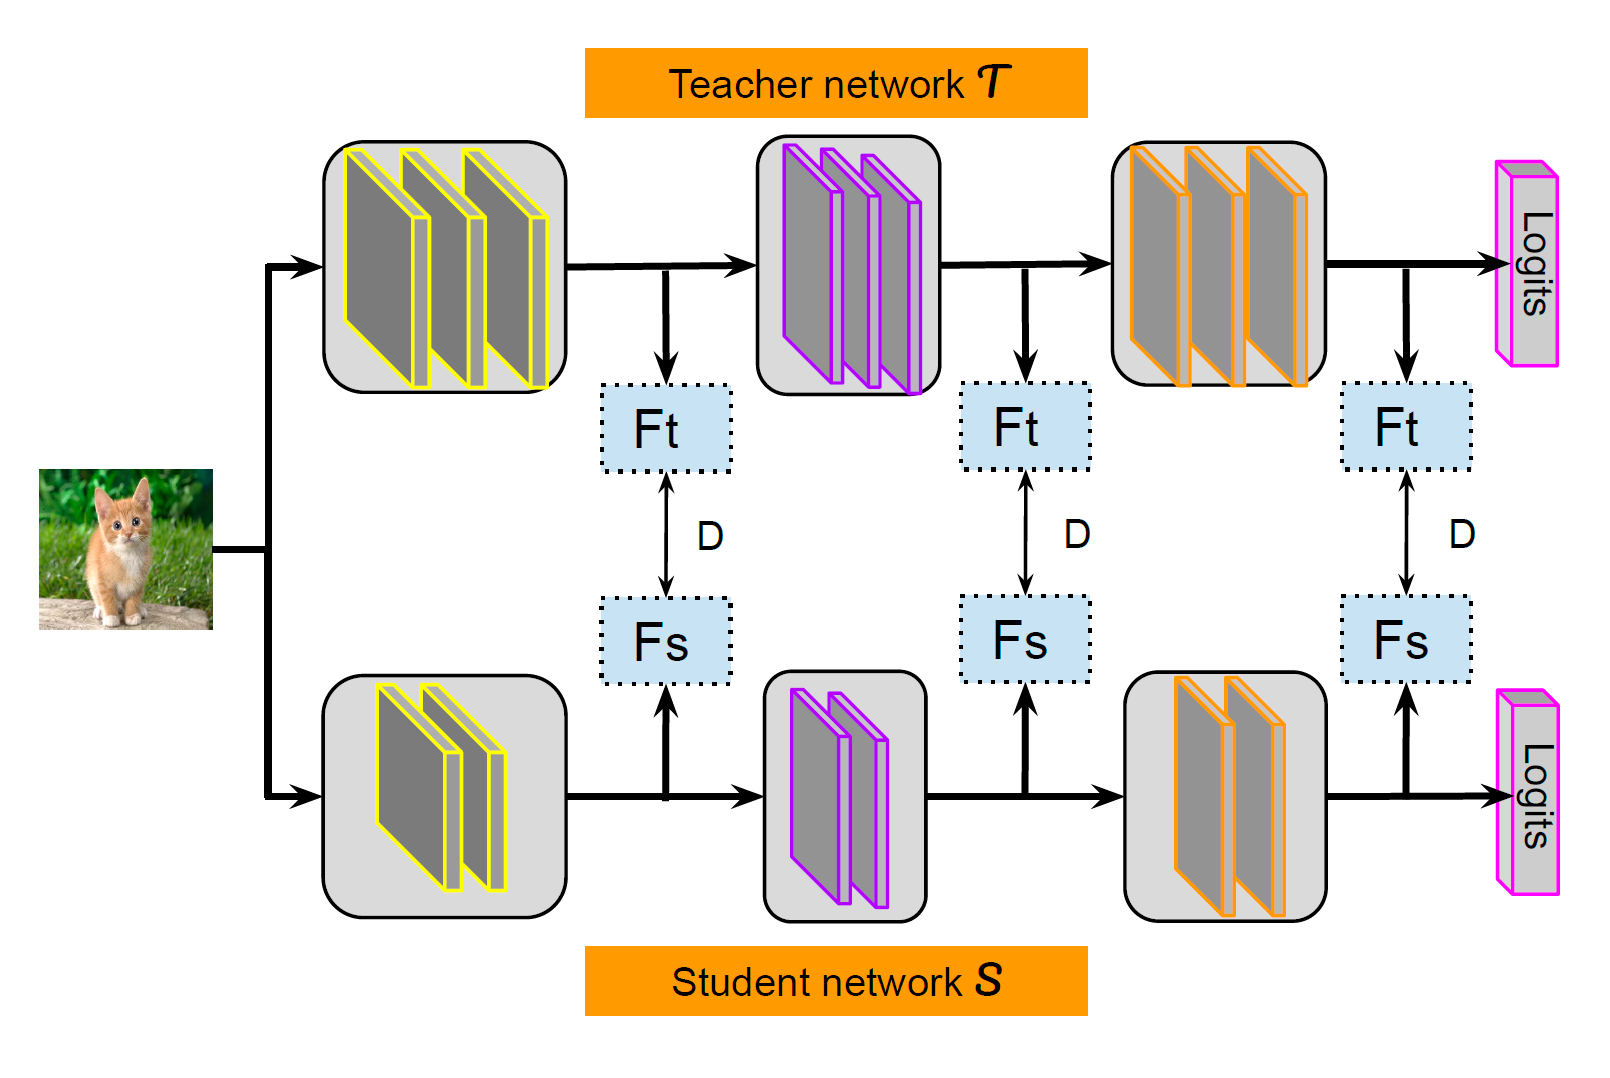 Teacher network 𝒯
Logits
Ft
Ft
Ft
D
D
D
Fs
Fs
Fs
Logits
Student network 𝒮